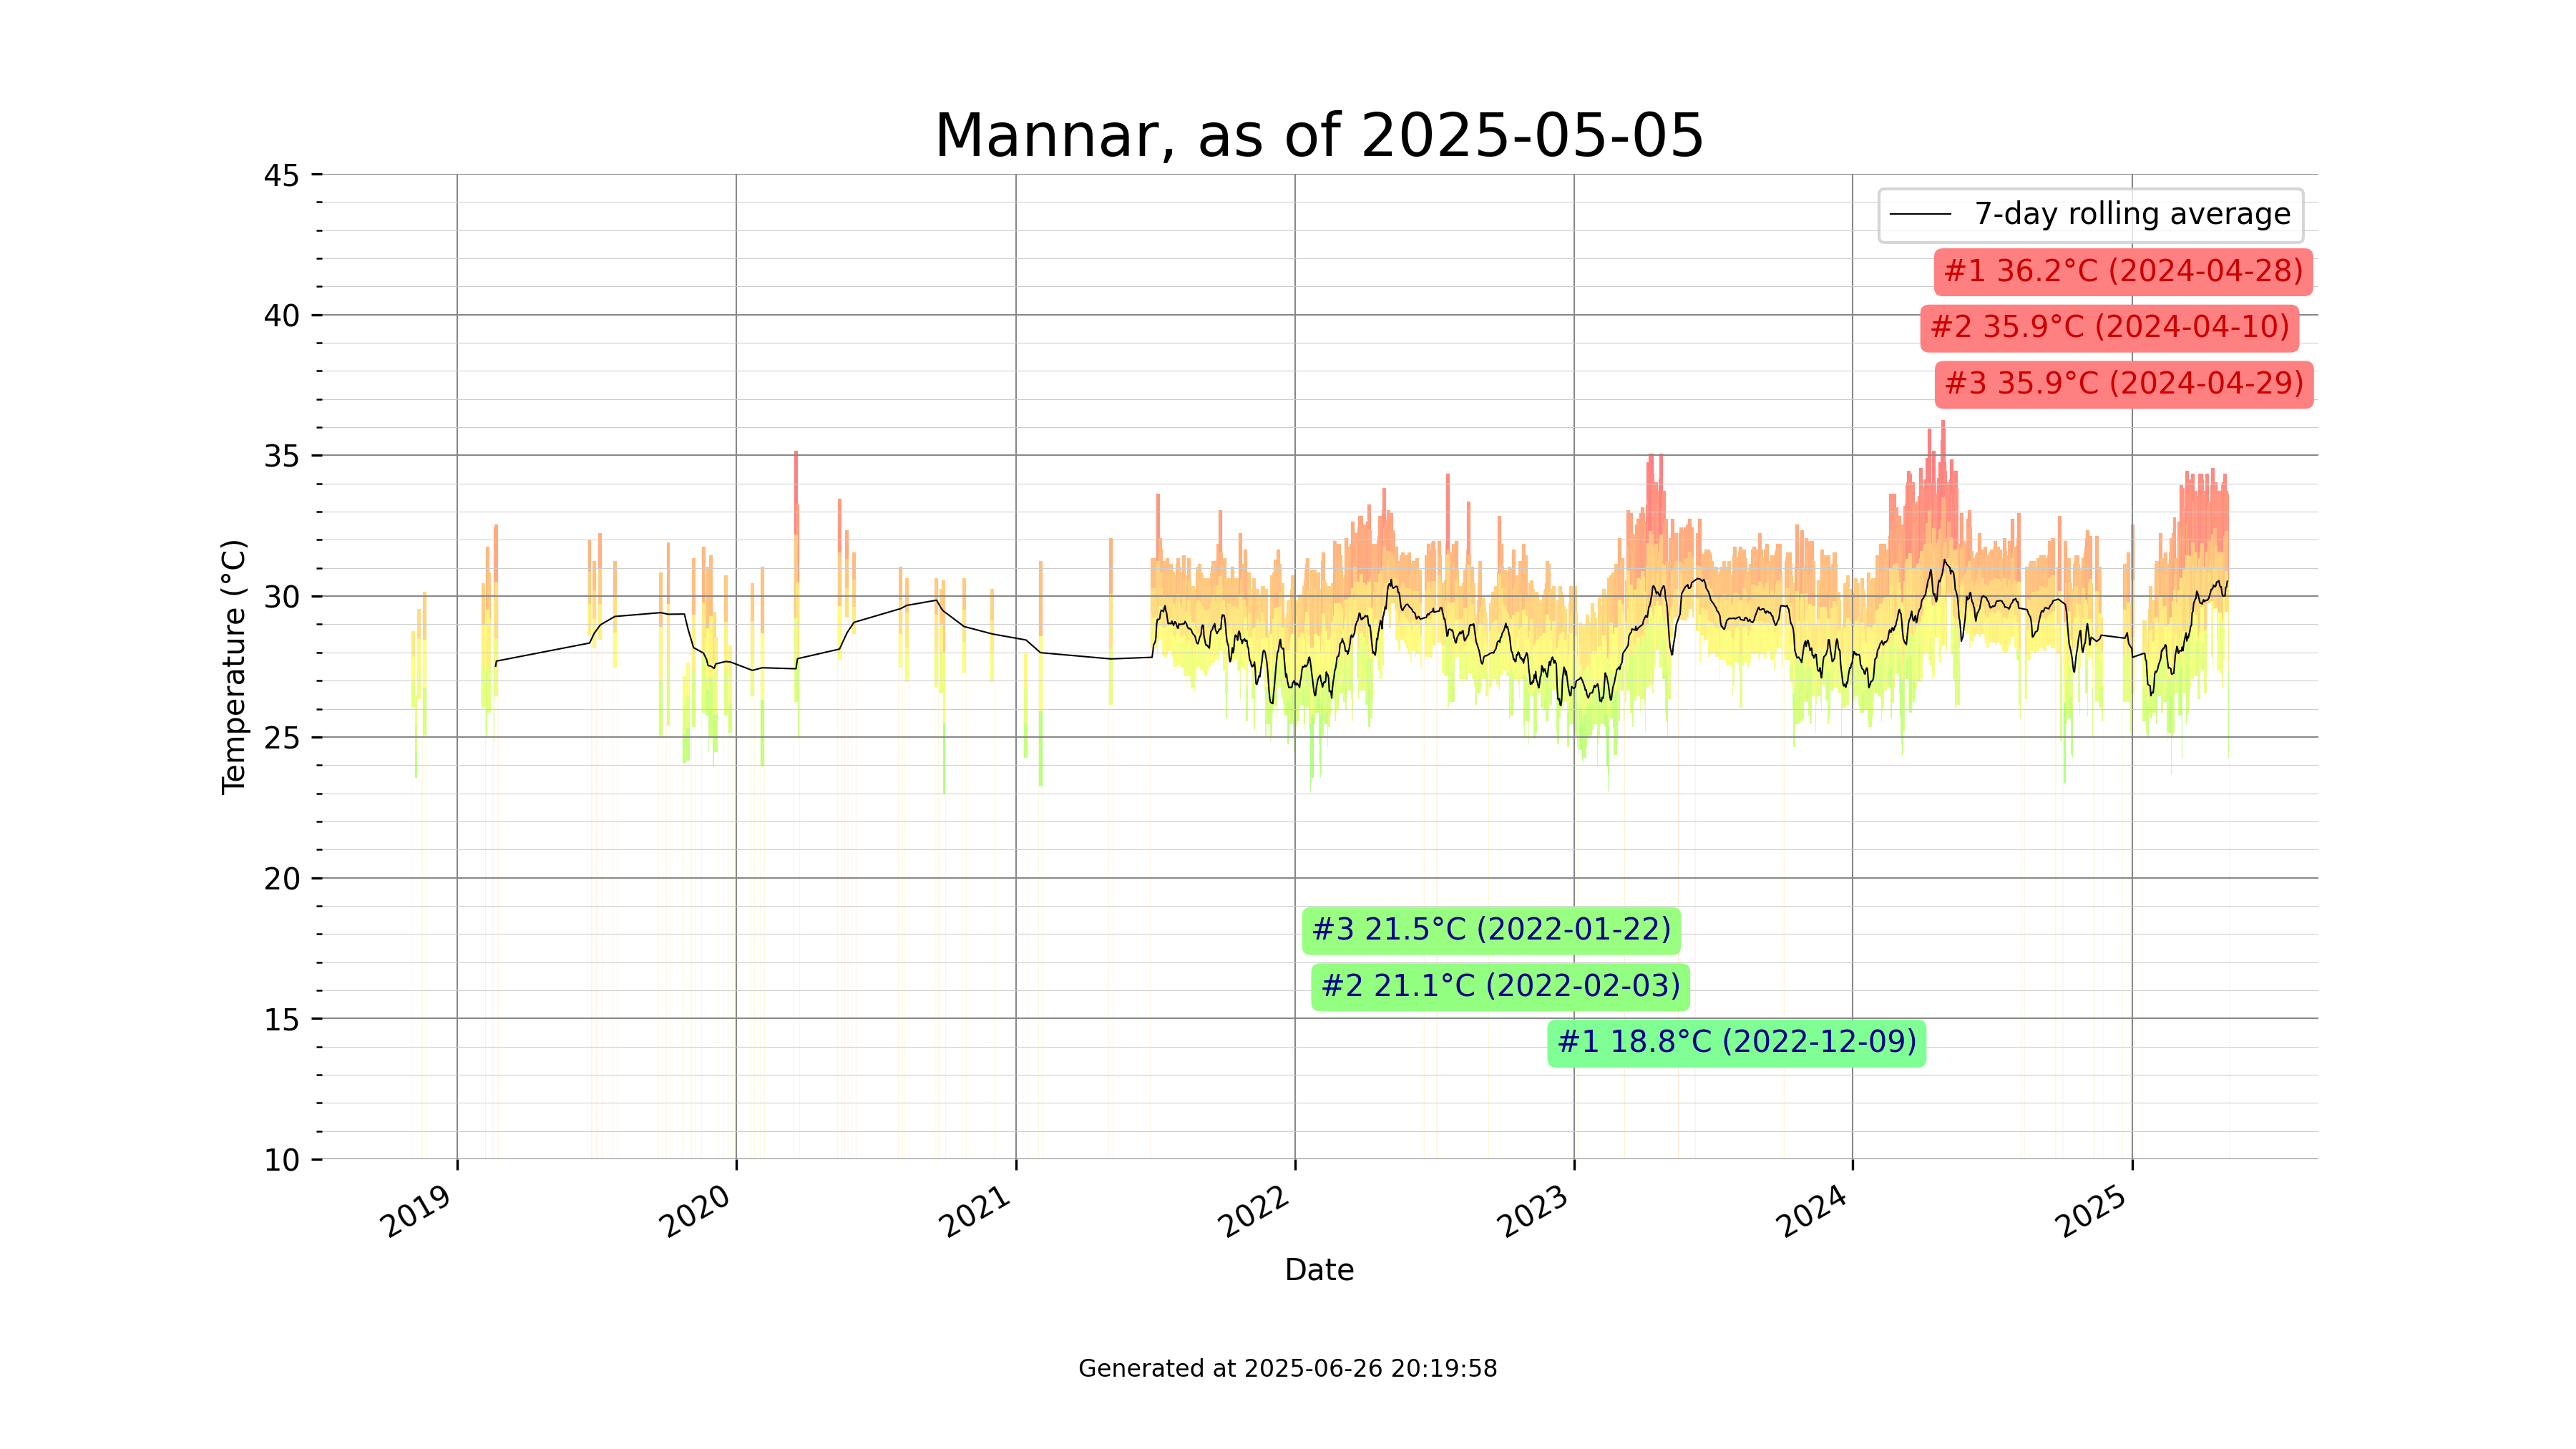 Mannar, as of 2025-05-05
45
40
35
30
25
20
15
10
Temperature (°C)
7-day rolling average
#1 36.2°C (2024-04-28)
#2 35.9°C (2024-04-10)
#3 35.9°C (2024-04-29)
#3 21.5°C (2022-01-22)
#2 21.1°C (2022-02-03)
#1 18.8°C (2022-12-09)
2019
2020
2021
2022
2023
2024
2025
Date
Generated at 2025-06-26 20:19:58